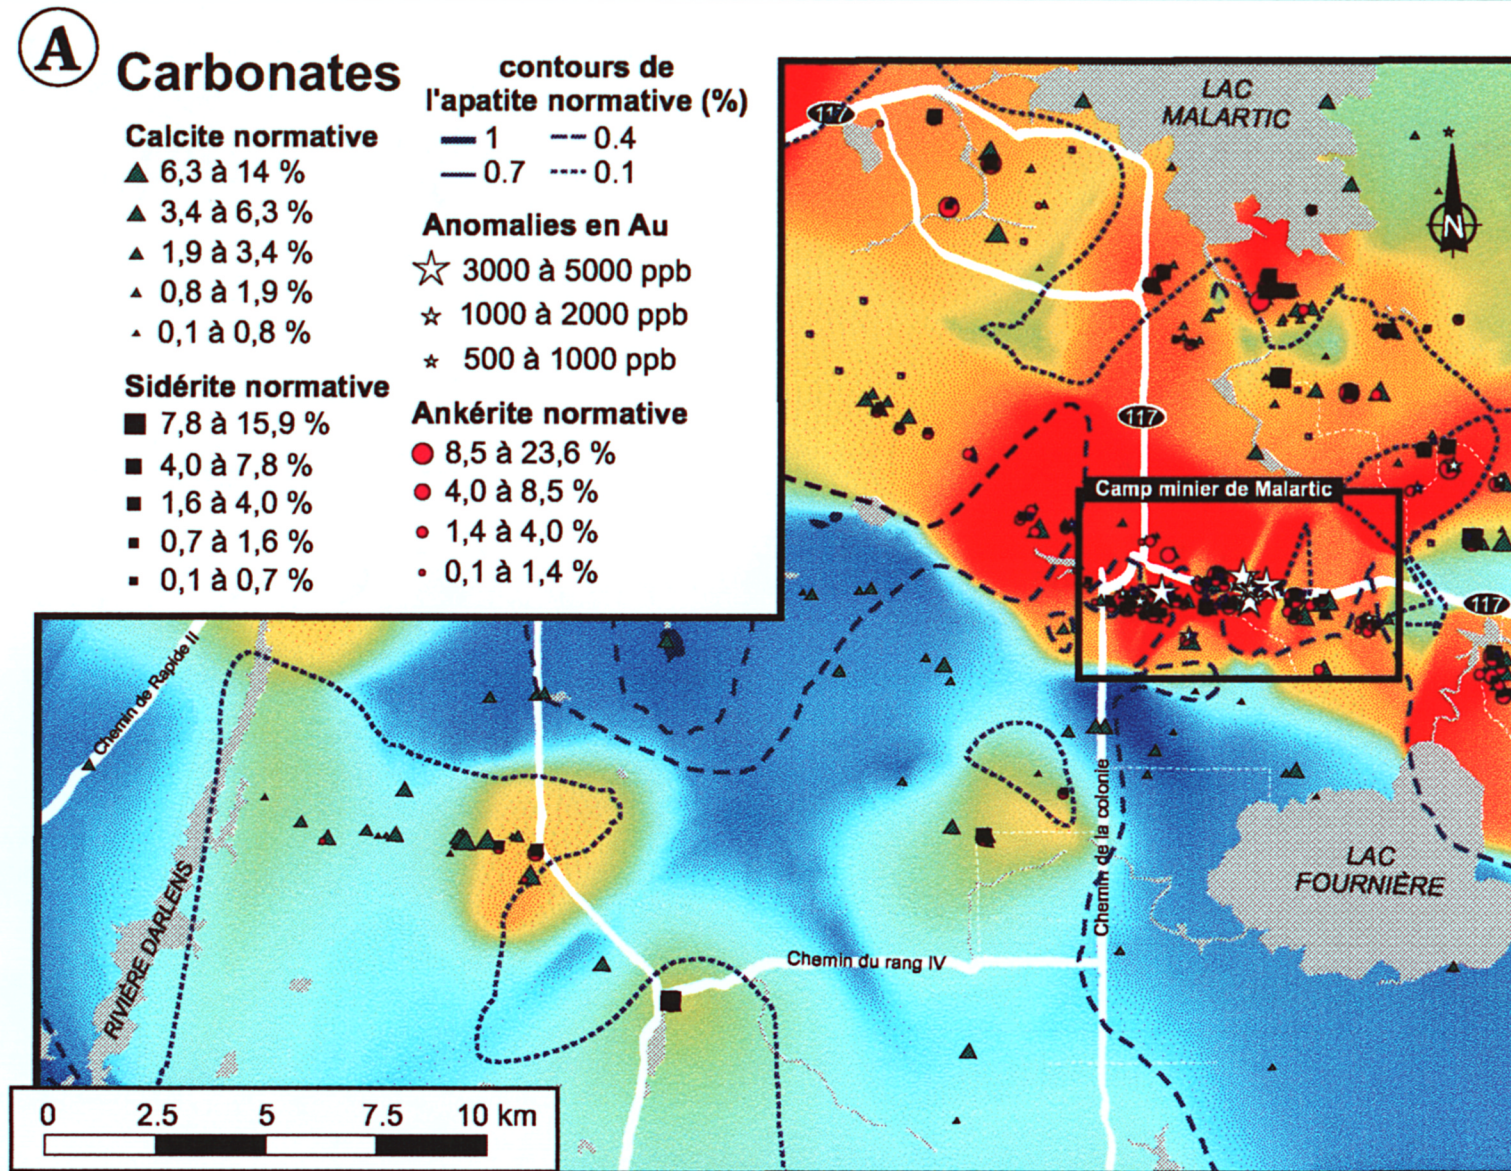 A
Carbonates
Calcite normative
6,3 à 14 %
3,4 à 6,3 %
1,9 à 3,4 %
0,8 à 1,9 %
0,1 à 0,8 %
Sidérite normative
7,8 à 15,9 %
4,0 à 7,8 %
1,6 à 4,0 %
0,7 à 1,6 %
0,1 à 0,7 %
contours de
l'apatite normative (%)
1
0.4
0.7
0.1
Anomalies en Au
3000 à 5000 ppb
1000 à 2000 ppb
500 à 1000 ppb
Ankérite normative
8,5 à 23,6 %
4,0 à 8,5 %
1,4 à 4,0 %
0,1 à 1,4 %
117
LAC
MALARTIC
N
117
Camp minier de Malartic
117
Chemin de Rapide II
RIVIÈRE DARLENS
Chemin de la colonie
LAC
FOURNIÈRE
Chemin du rang IV
0 2.5 5 7.5 10 km